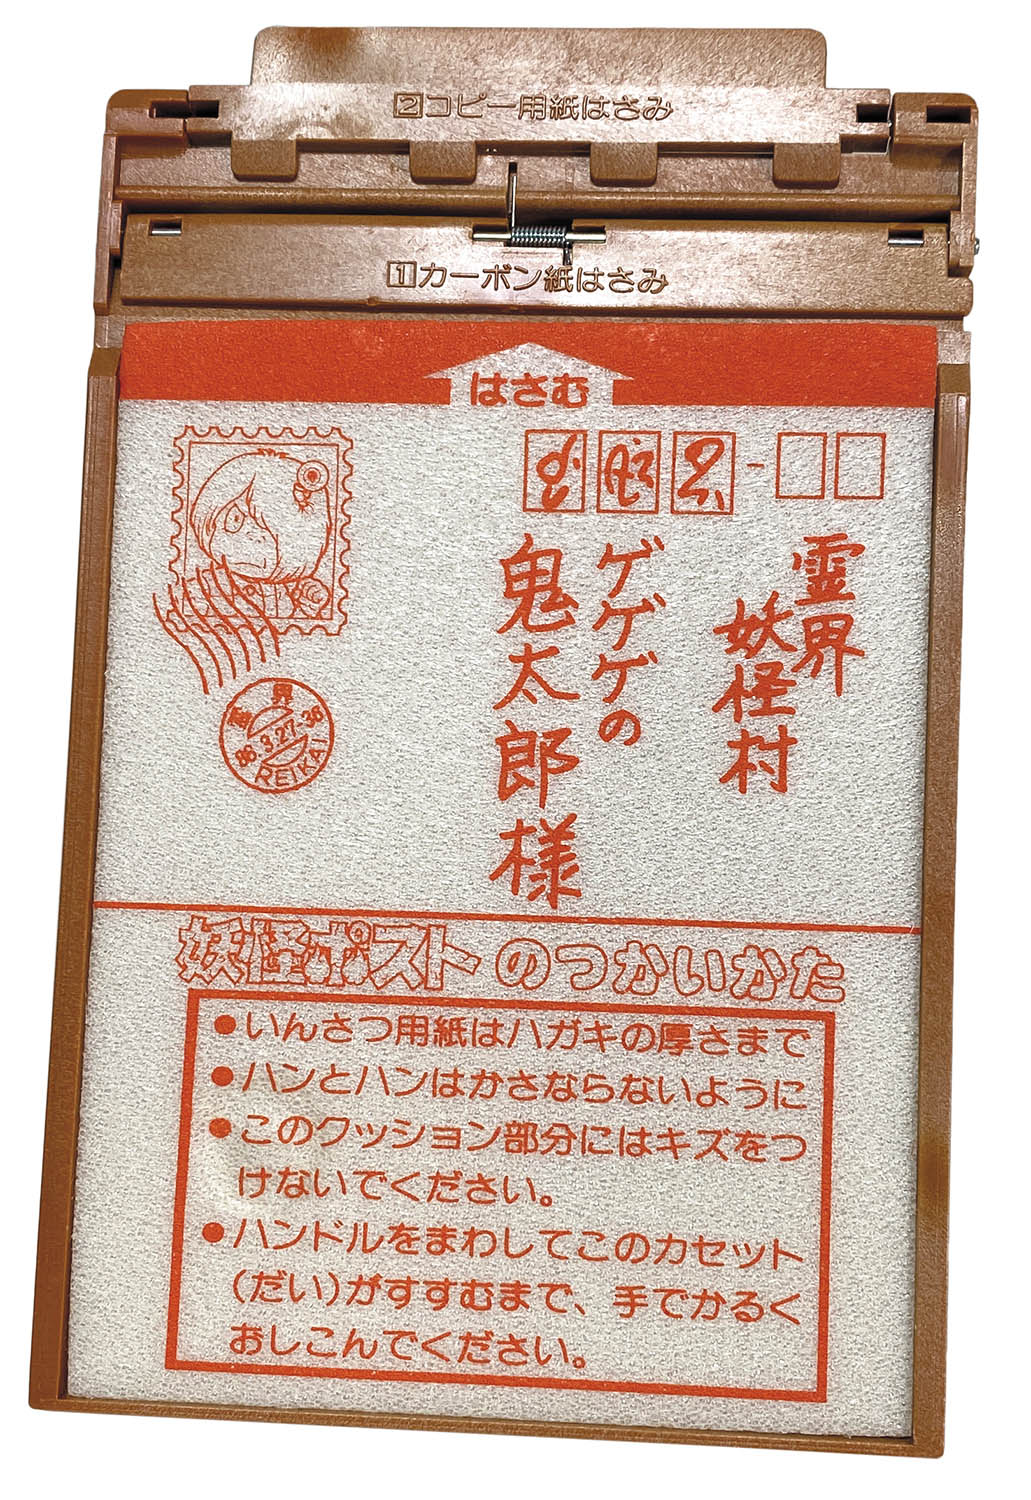 2コピー用紙はさみ
1カーボン紙はさみ
はさむ
霊界
妖怪村
ゲゲゲの
鬼太郎様
霊界
86.3.27-36
REIKAI
妖怪ポストのつかいかた
●いんさつ用紙はハガキの厚さまで
●ハンとハンはかさならないように
●このクッション部分にはキズをつ
けないでください。
●ハンドルをまわしてこのカセット
(だい)がすすむまで、手でかるく
おしこんでください。